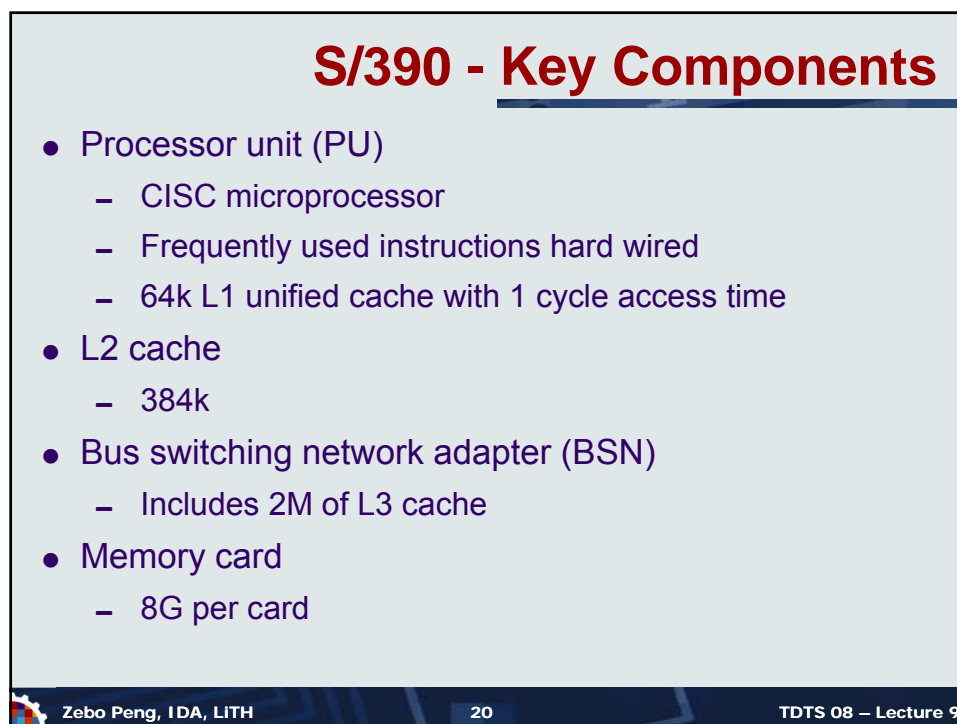 S/390 - Key Components
● Processor unit (PU)
– CISC microprocessor
– Frequently used instructions hard wired
– 64k L1 unified cache with 1 cycle access time
● L2 cache
– 384k
● Bus switching network adapter (BSN)
– Includes 2M of L3 cache
● Memory card
– 8G per card
Zebo Peng, IDA, LiTH 20 TDTS 08 – Lecture 9